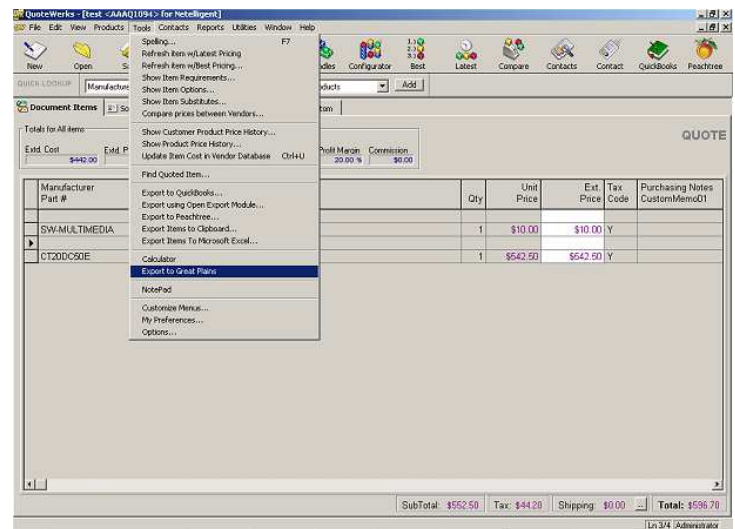 QuoteWerks - [test <AAAQ1094> for Netelligent]
File Edit View Products Tools Contacts Reports Utilities Window Help
New Open Configurator Best Latest Compare Contacts Contact QuickBooks Peachtree
QUICK LOOKUP Manufacture Add
Document Items
Totals for All items
Extd. Cost Extd. P Profit Margin Commission
$442.00 20.00 % $0.00
QUOTE
Spelling... F7
Refresh item w/Latest Pricing
Refresh item w/Best Pricing...
Show Item Requirements...
Show Item Options...
Show Item Substitutes...
Compare prices between Vendors...
Show Customer Product Price History...
Show Product Price History...
Update Item Cost in Vendor Database Ctrl+U
Find Quoted Item...
Export to QuickBooks...
Export using Open Export Module...
Export to Peachtree...
Export Items to Clipboard...
Export Items To Microsoft Excel...
Calculator
Export to Great Plains
NotePad
Customize Menus...
My Preferences...
Options...
Manufacturer Part # Qty Unit Price Ext. Price Tax Code Purchasing Notes CustomMemo01
SW-MULTIMEDIA 1 $10.00 $10.00 Y
CT20DC50E 1 $542.50 $542.50 Y
SubTotal: $552.50 Tax: $44.20 Shipping: $0.00 ... Total: $596.70
Ln 3/4 Administrator